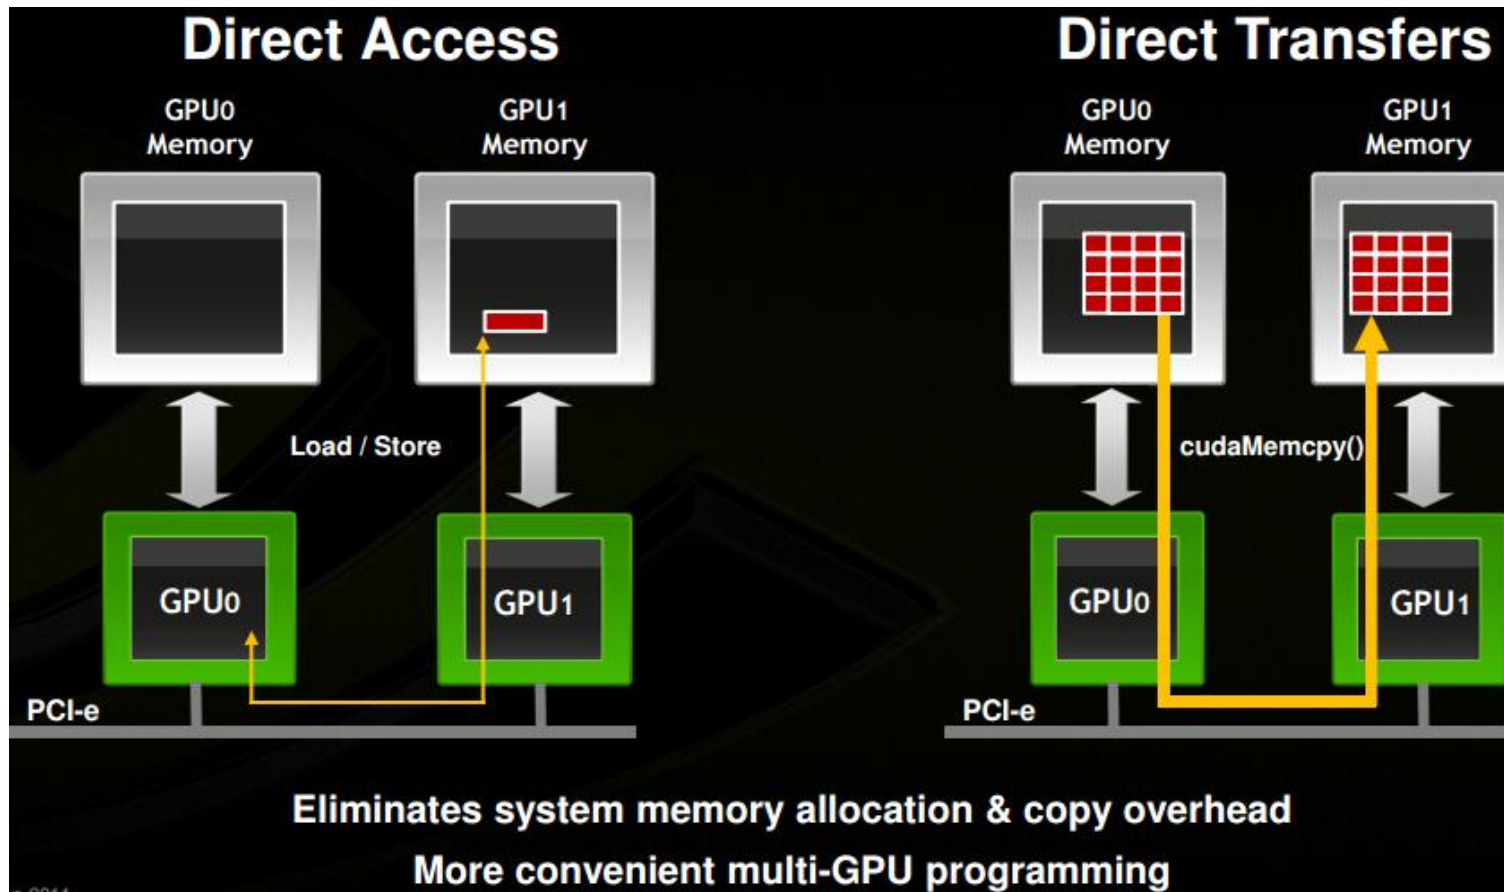 Direct Access
Direct Transfers
GPU0
Memory
GPU1
Memory
GPU0
Memory
GPU1
Memory
Load / Store
cudaMemcpy()
GPU0
GPU1
GPU0
GPU1
PCI-e
PCI-e
Eliminates system memory allocation & copy overhead
More convenient multi-GPU programming